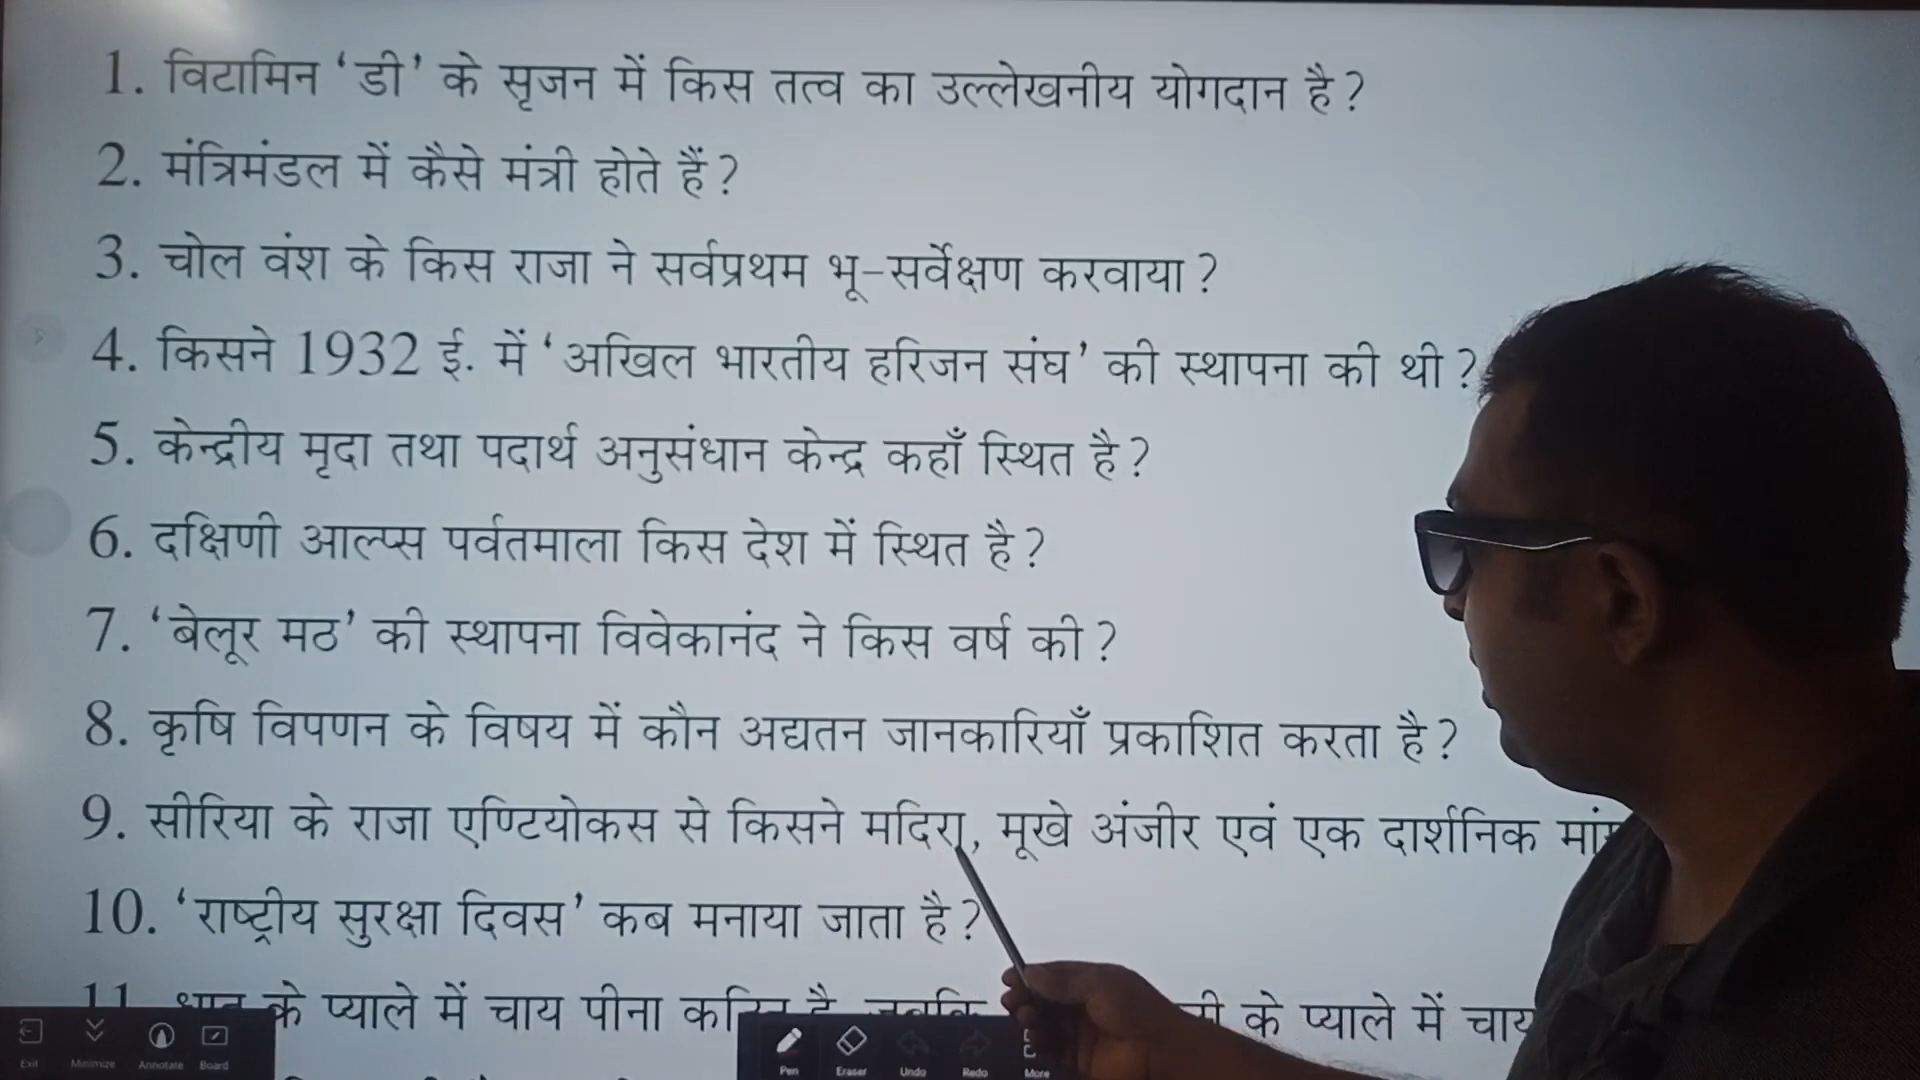 1. विटामिन ‘डी’ के सृजन में किस तत्व का उल्लेखनीय योगदान है?
2. मंत्रिमंडल में कैसे मंत्री होते हैं?
3. चोल वंश के किस राजा ने सर्वप्रथम भू-सर्वेक्षण करवाया?
4. किसने 1932 ई. में ‘अखिल भारतीय हरिजन संघ’ की स्थापना की थी?
5. केन्द्रीय मृदा तथा पदार्थ अनुसंधान केन्द्र कहाँ स्थित है?
6. दक्षिणी आल्प्स पर्वतमाला किस देश में स्थित है?
7. ‘बेलूर मठ’ की स्थापना विवेकानंद ने किस वर्ष की?
8. कृषि विपणन के विषय में कौन अद्यतन जानकारियाँ प्रकाशित करता है?
9. सीरिया के राजा एण्टियोकस से किसने मदिरा, मूखे अंजीर एवं एक दार्शनिक
10. ‘राष्ट्रीय सुरक्षा दिवस’ कब मनाया जाता है?
11. के प्याले में चाय पीना कठिन है, जबकि के प्याले में चाय
Exit Minimize Annotate Board Pen Eraser Undo Redo More